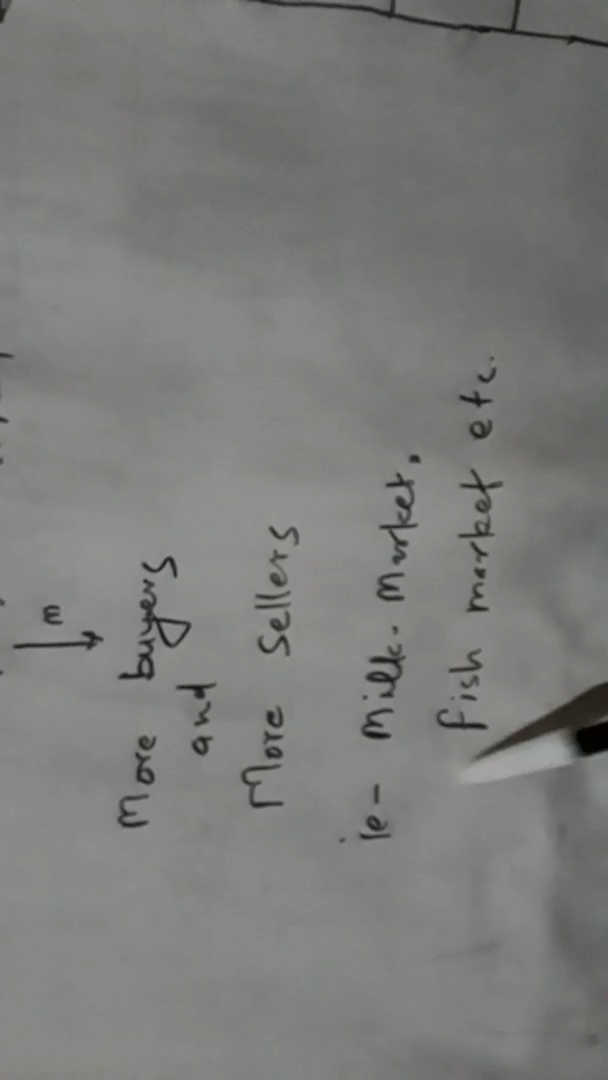 m
More buyers
and
More sellers
ie- Milk. Market.
fish market etc.